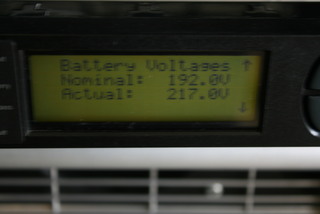 Battery Voltages ↑
Nominal: 192.0V
Actual: 217.0V
↓